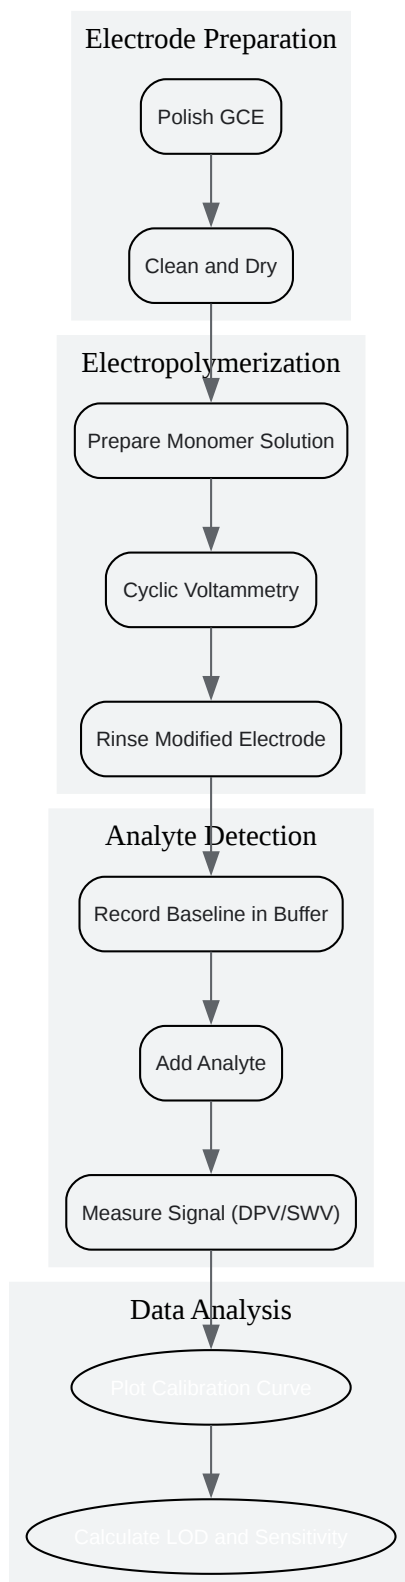 Electrode Preparation
Polish GCE
Clean and Dry
Electropolymerization
Prepare Monomer Solution
Cyclic Voltammetry
Rinse Modified Electrode
Analyte Detection
Record Baseline in Buffer
Add Analyte
Measure Signal (DPV/SWV)
Data Analysis
Plot Calibration Curve
Calculate LOD and Sensitivity